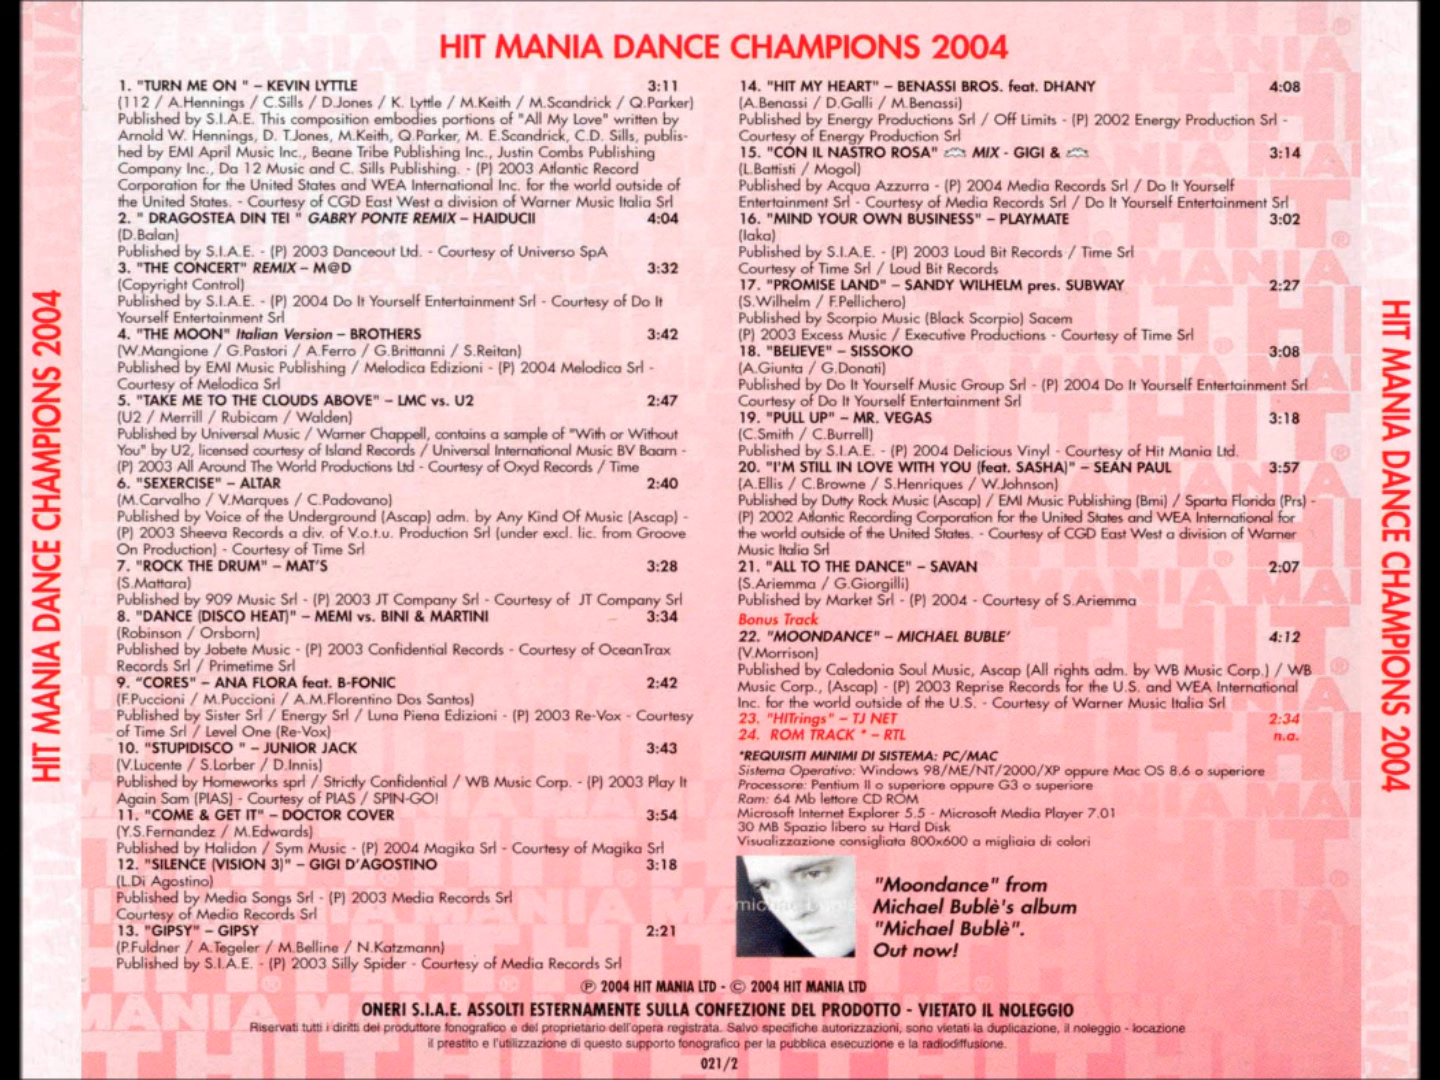 HIT MANIA DANCE CHAMPIONS 2004
1. "TURN ME ON " – KEVIN LYTTLE 3:11
(112 / A.Hennings / C.Sills / D.Jones / K. Lyttle / M.Keith / M.Scandrick / Q.Parker)
Published by S.I.A.E. This composition embodies portions of "All My Love" written by
Arnold W. Hennings, D. T.Jones, M.Keith, Q.Parker, M. E.Scandrick, C.D. Sills, publis-
hed by EMI April Music Inc., Beane Tribe Publishing Inc., Justin Combs Publishing
Company Inc., Da 12 Music and C. Sills Publishing. - (P) 2003 Atlantic Record
Corporation for the United States and WEA International Inc. for the world outside of
the United States. - Courtesy of CGD East West a division of Warner Music Italia Srl
2. " DRAGOSTEA DIN TEI " GABRY PONTE REMIX – HAIDUCII 4:04
(D.Balan)
Published by S.I.A.E. - (P) 2003 Danceout Ltd. - Courtesy of Universo SpA
3. "THE CONCERT" REMIX – M@D 3:32
(Copyright Control)
Published by S.I.A.E. - (P) 2004 Do It Yourself Entertainment Srl - Courtesy of Do It
Yourself Entertainment Srl
4. "THE MOON" Italian Version – BROTHERS 3:42
(W.Mangione / G.Pastori / A.Ferro / G.Brittanni / S.Reitan)
Published by EMI Music Publishing / Melodica Edizioni - (P) 2004 Melodica Srl -
Courtesy of Melodica Srl
5. "TAKE ME TO THE CLOUDS ABOVE" – LMC vs. U2 2:47
(U2 / Merrill / Rubicam / Walden)
Published by Universal Music / Warner Chappell, contains a sample of "With or Without
You" by U2, licensed courtesy of Island Records / Universal International Music BV Baarn -
(P) 2003 All Around The World Productions Ltd - Courtesy of Oxyd Records / Time
6. "SEXERCISE" – ALTAR 2:40
(M.Carvalho / V.Marques / C.Padovano)
Published by Voice of the Underground (Ascap) adm. by Any Kind Of Music (Ascap) -
(P) 2003 Sheeva Records a div. of V.o.t.u. Production Srl (under excl. lic. from Groove
On Production) - Courtesy of Time Srl
7. "ROCK THE DRUM" – MAT'S 3:28
(S.Mattara)
Published by 909 Music Srl - (P) 2003 JT Company Srl - Courtesy of JT Company Srl
8. "DANCE (DISCO HEAT)" – MEMI vs. BINI & MARTINI 3:34
(Robinson / Orsborn)
Published by Jobete Music - (P) 2003 Confidential Records - Courtesy of OceanTrax
Records Srl / Primetime Srl
9. "CORES" – ANA FLORA feat. B-FONIC 2:42
(F.Puccioni / M.Puccioni / A.M.Florentino Dos Santos)
Published by Sister Srl / Energy Srl / Luna Piena Edizioni - (P) 2003 Re-Vox - Courtesy
of Time Srl / Level One (Re-Vox)
10. "STUPIDISCO " – JUNIOR JACK 3:43
(V.Lucente / S.Lorber / D.Innis)
Published by Homeworks sprl / Strictly Confidential / WB Music Corp. - (P) 2003 Play It
Again Sam (PIAS) - Courtesy of PIAS / SPIN-GO!
11. "COME & GET IT" – DOCTOR COVER 3:54
(Y.S.Fernandez / M.Edwards)
Published by Halidon / Sym Music - (P) 2004 Magika Srl - Courtesy of Magika Srl
12. "SILENCE (VISION 3)" – GIGI D'AGOSTINO 3:18
(L.Di Agostino)
Published by Media Songs Srl - (P) 2003 Media Records Srl
Courtesy of Media Records Srl
13. "GIPSY" – GIPSY 2:21
(P.Fuldner / A.Tegeler / M.Belline / N.Katzmann)
Published by S.I.A.E. - (P) 2003 Silly Spider - Courtesy of Media Records Srl
14. "HIT MY HEART" – BENASSI BROS. feat. DHANY 4:08
(A.Benassi / D.Galli / M.Benassi)
Published by Energy Productions Srl / Off Limits - (P) 2002 Energy Production Srl -
Courtesy of Energy Production Srl
15. "CON IL NASTRO ROSA" MIX - GIGI & 3:14
(L.Battisti / Mogol)
Published by Acqua Azzurra - (P) 2004 Media Records Srl / Do It Yourself
Entertainment Srl - Courtesy of Media Records Srl / Do It Yourself Entertainment Srl
16. "MIND YOUR OWN BUSINESS" – PLAYMATE 3:02
(Iaka)
Published by S.I.A.E. - (P) 2003 Loud Bit Records / Time Srl
Courtesy of Time Srl / Loud Bit Records
17. "PROMISE LAND" – SANDY WILHELM pres. SUBWAY 2:27
(S.Wilhelm / F.Pellichero)
Published by Scorpio Music (Black Scorpio) Sacem
(P) 2003 Excess Music / Executive Productions - Courtesy of Time Srl
18. "BELIEVE" – SISSOKO 3:08
(A.Giunta / G.Donati)
Published by Do It Yourself Music Group Srl - (P) 2004 Do It Yourself Entertainment Srl
Courtesy of Do It Yourself Entertainment Srl
19. "PULL UP" – MR. VEGAS 3:18
(C.Smith / C.Burrell)
Published by S.I.A.E. - (P) 2004 Delicious Vinyl - Courtesy of Hit Mania Ltd.
20. "I'M STILL IN LOVE WITH YOU (feat. SASHA)" – SEAN PAUL 3:57
(A.Ellis / C.Browne / S.Henriques / W.Johnson)
Published by Dutty Rock Music (Ascap) / EMI Music Publishing (Bmi) / Sparta Florida (Prs) -
(P) 2002 Atlantic Recording Corporation for the United States and WEA International for
the world outside of the United States. - Courtesy of CGD East West a division of Warner
Music Italia Srl
21. "ALL TO THE DANCE" – SAVAN 2:07
(S.Ariemma / G.Giorgilli)
Published by Market Srl - (P) 2004 - Courtesy of S.Ariemma
Bonus Track
22. "MOONDANCE" – MICHAEL BUBLE' 4:12
(V.Morrison)
Published by Caledonia Soul Music, Ascap (All rights adm. by WB Music Corp.) / WB
Music Corp., (Ascap) - (P) 2003 Reprise Records for the U.S. and WEA International
Inc. for the world outside of the U.S. - Courtesy of Warner Music Italia Srl
23. "HITrings" – TJ NET 2:34
24. ROM TRACK * – RTL n.a.
*REQUISITI MINIMI DI SISTEMA: PC/MAC
Sistema Operativo: Windows 98/ME/NT/2000/XP oppure Mac OS 8.6 o superiore
Processore: Pentium II o superiore oppure G3 o superiore
Ram: 64 Mb lettore CD ROM
Microsoft Internet Explorer 5.5 - Microsoft Media Player 7.01
30 MB Spazio libero su Hard Disk
Visualizzazione consigliata 800x600 a migliaia di colori
"Moondance" from
Michael Bublè's album
"Michael Bublè".
Out now!
℗ 2004 HIT MANIA LTD - © 2004 HIT MANIA LTD
ONERI S.I.A.E. ASSOLTI ESTERNAMENTE SULLA CONFEZIONE DEL PRODOTTO - VIETATO IL NOLEGGIO
Riservati tutti i diritti del produttore fonografico e del proprietario dell'opera registrata. Salvo specifiche autorizzazioni, sono vietati la duplicazione, il noleggio - locazione
il prestito e l'utilizzazione di questo supporto fonografico per la pubblica esecuzione e la radiodiffusione.
021/2
HIT MANIA DANCE CHAMPIONS 2004
HIT MANIA DANCE CHAMPIONS 2004